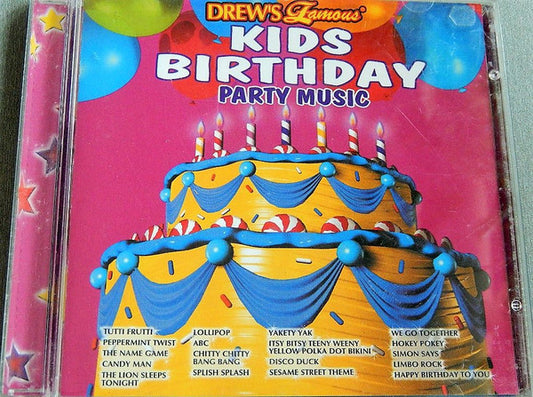 DREW'S Famous
KIDS
BIRTHDAY
PARTY MUSIC
TUTTI FRUTTI
PEPPERMINT TWIST
THE NAME GAME
CANDY MAN
THE LION SLEEPS
TONIGHT
LOLLIPOP
ABC
CHITTY CHITTY
BANG BANG
SPLISH SPLASH
YAKETY YAK
ITSY BITSY TEENY WEENY
YELLOW POLKA DOT BIKINI
DISCO DUCK
SESAME STREET THEME
WE GO TOGETHER
HOKEY POKEY
SIMON SAYS
LIMBO ROCK
HAPPY BIRTHDAY TO YOU